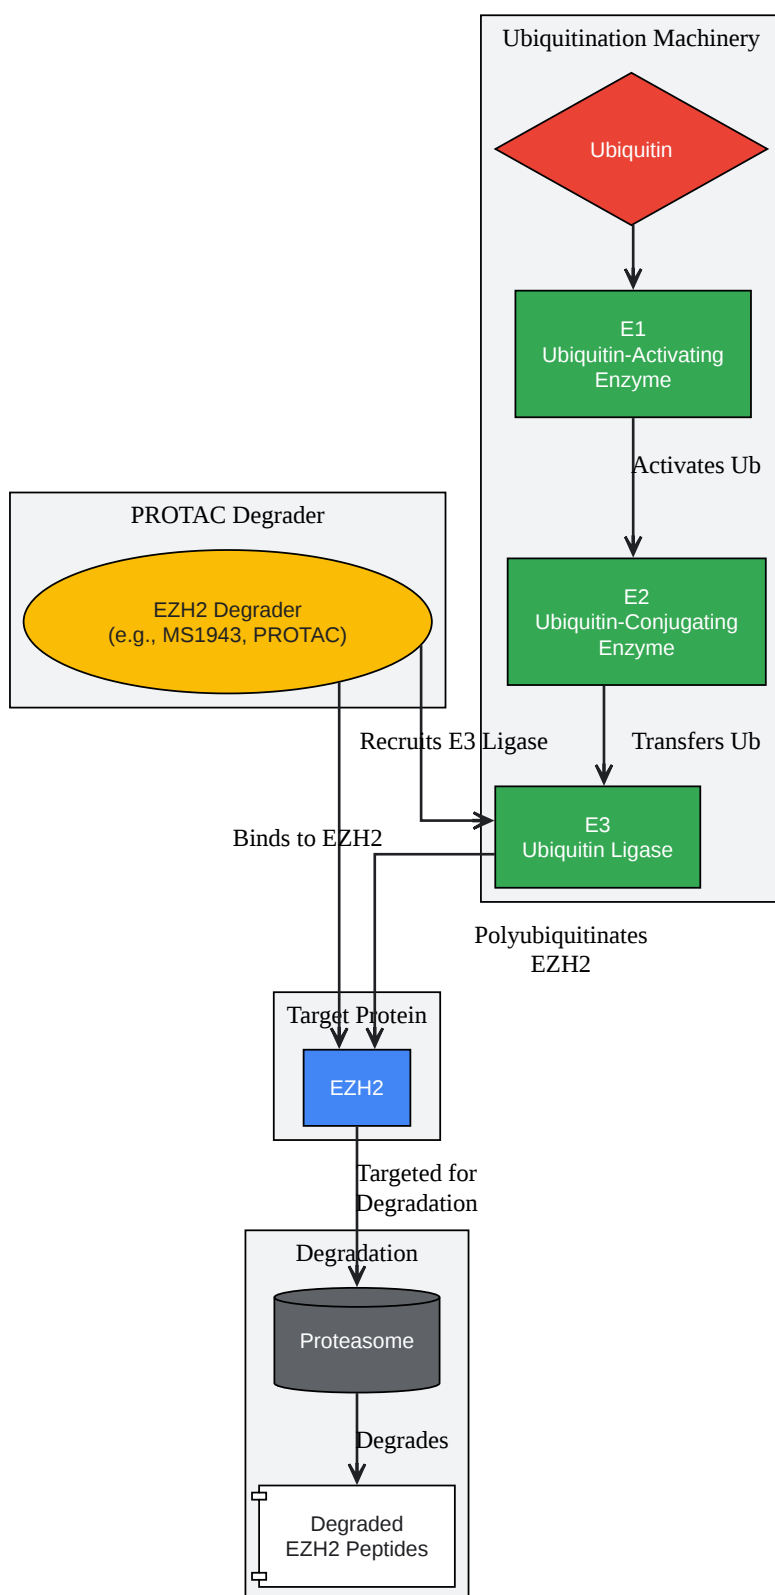 Ubiquitination Machinery
Ubiquitin
E1
Ubiquitin-Activating
Enzyme
Activates Ub
PROTAC Degrader
EZH2 Degrader
(e.g., MS1943, PROTAC)
E2
Ubiquitin-Conjugating
Enzyme
Recruits E3 Ligase
Transfers Ub
Binds to EZH2
E3
Ubiquitin Ligase
Polyubiquitinates
EZH2
Target Protein
EZH2
Targeted for
Degradation
Degradation
Proteasome
Degrades
Degraded
EZH2 Peptides